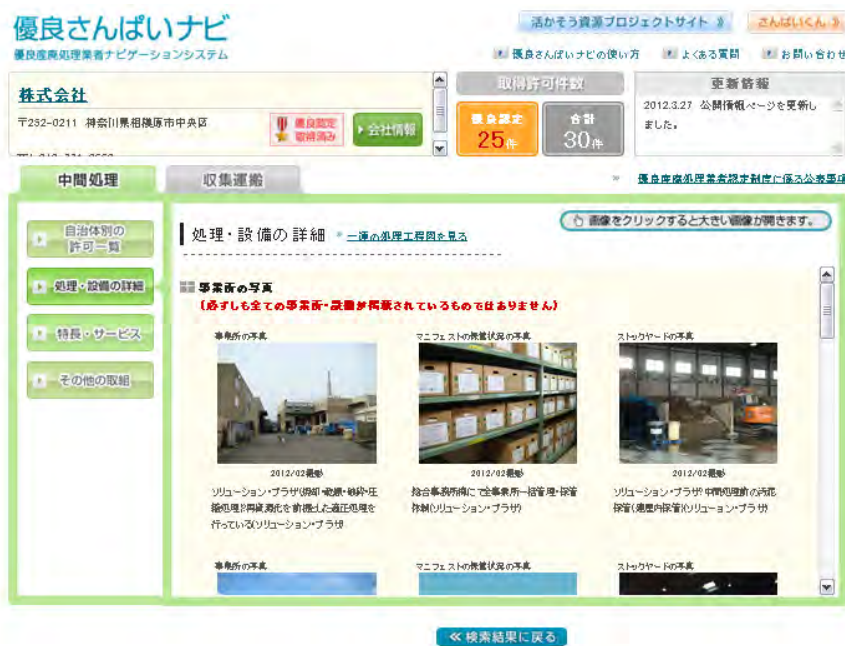 優良さんぱいナビ
優良産廃処理業者ナビゲーションシステム
活かそう資源プロジェクトサイト
さんぱいくん
優良さんぱいナビの使い方
よくある質問
お問い合わせ
株式会社
〒252-0211 神奈川県相模原市中央区
優良認定
取得済み
会社情報
取得許可件数
優良認定
25件
合計
30件
更新情報
2012.3.27 公開情報ページを更新し
ました。
中間処理
収集運搬
優良産廃処理業者認定制度に係る公表事項
自治体別の
許可一覧
処理・設備の詳細
特長・サービス
その他の取組
処理・設備の詳細
一連の処理工程図を見る
画像をクリックすると大きい画像が開きます。
事業所の写真
(必ずしも全ての事業所・設備が掲載されているものではありません)
事業所の写真
マニフェストの保管状況の写真
ストックヤードの写真
2012/02撮影
2012/02撮影
2012/02撮影
ソリューション・プラザ(焼却・乾燥・破砕・圧
縮処理)再資源化を前提とした適正処理を
行っている(ソリューション・プラザ)
総合事務所棟にて全事業所一括管理・保管
体制(ソリューション・プラザ)
ソリューション・プラザ中間処理前の汚泥
保管(建屋内保管)(ソリューション・プラザ)
事業所の写真
マニフェストの保管状況の写真
ストックヤードの写真
検索結果に戻る